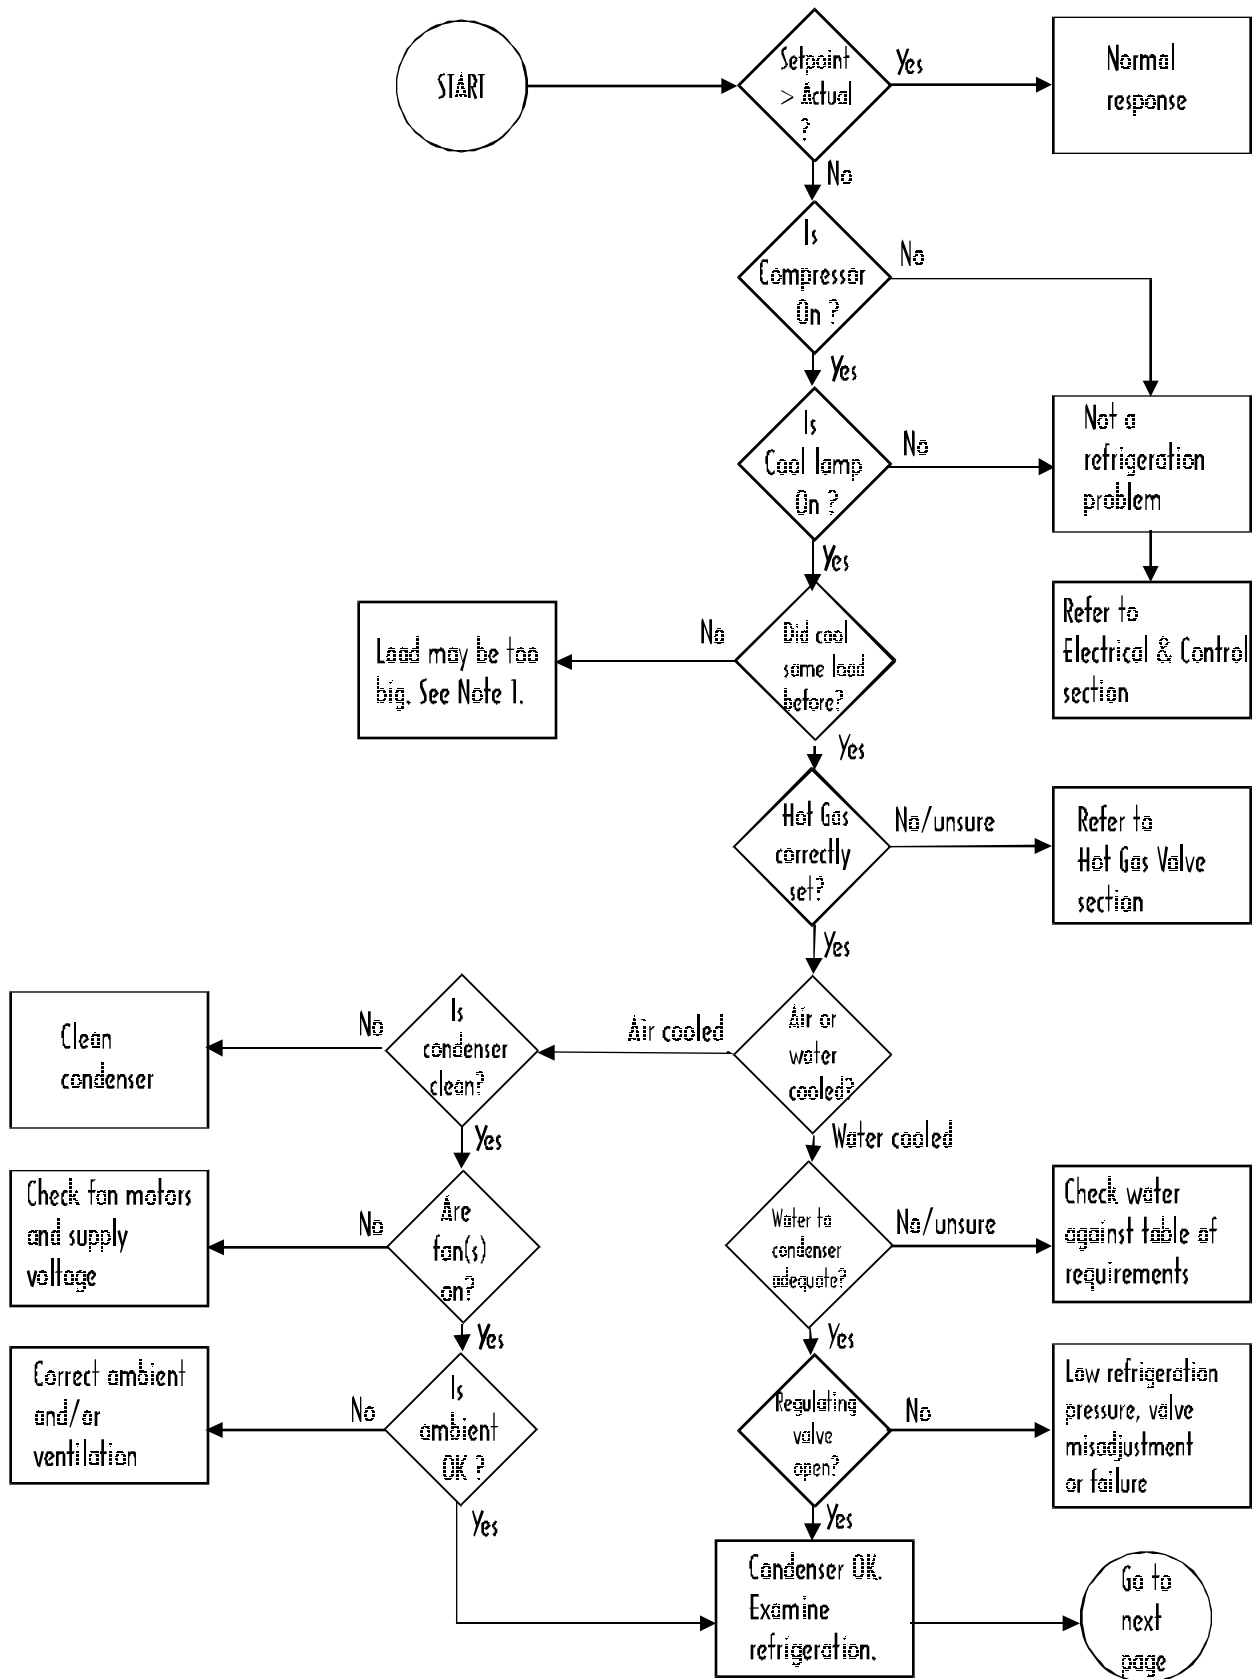 START
Setpoint
> Actual
?
Yes
Normal
response
No
Is
Compressor
On ?
No
Yes
Is
Cool lamp
On ?
No
Not a
refrigeration
problem
Yes
Refer to
Electrical & Control
section
Did cool
same load
before?
No
Load may be too
big. See Note 1.
Yes
Hot Gas
correctly
set?
No/unsure
Refer to
Hot Gas Valve
section
Yes
Air or
water
cooled?
Air cooled
Is
condenser
clean?
No
Clean
condenser
Yes
Water cooled
Are
fan(s)
on?
No
Check fan motors
and supply
voltage
Water to
condenser
adequate?
No/unsure
Check water
against table of
requirements
Yes
Yes
Is
ambient
OK ?
No
Correct ambient
and/or
ventilation
Regulating
valve
open?
No
Low refrigeration
pressure, valve
misadjustment
or failure
Yes
Yes
Condenser OK.
Examine
refrigeration.
Go to
next
page